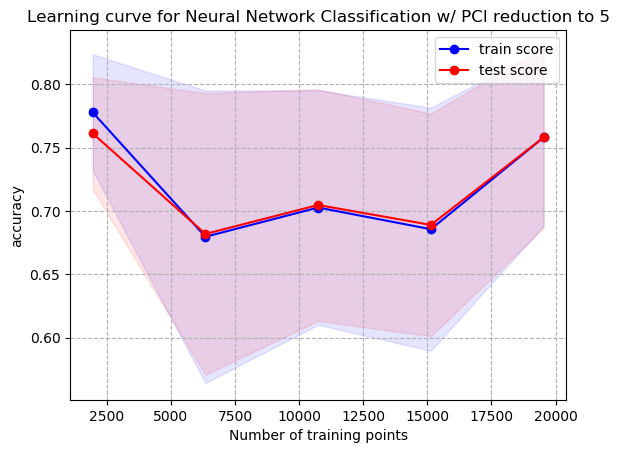 Learning curve for Neural Network Classification w/ PCI reduction to 5
train score
test score
0.80
0.75
0.70
0.65
0.60
accuracy
2500 5000 7500 10000 12500 15000 17500 20000
Number of training points